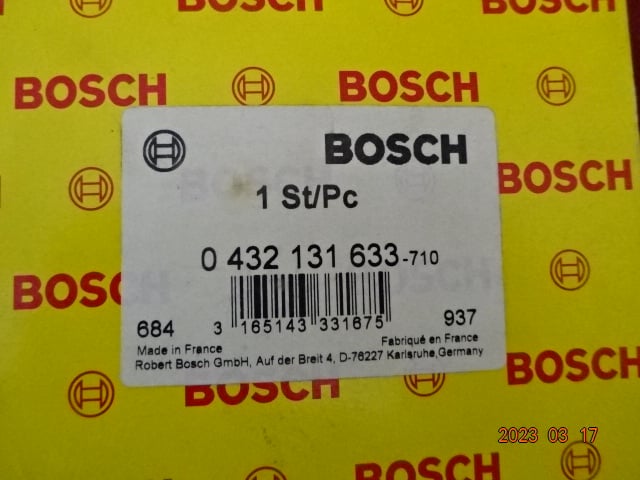 BOSCH
BOSCH
BOSCH
BOSCH
BOSCH
1 St/Pc
BOSCH
0 432 131 633-710
BOSCH
684 3 165143 331675 937
Made in France Fabriqué en France
Robert Bosch GmbH, Auf der Breit 4, D-76227 Karlsruhe,Germany
BOSCH
BOSCH
2023 03 17
BOSCH